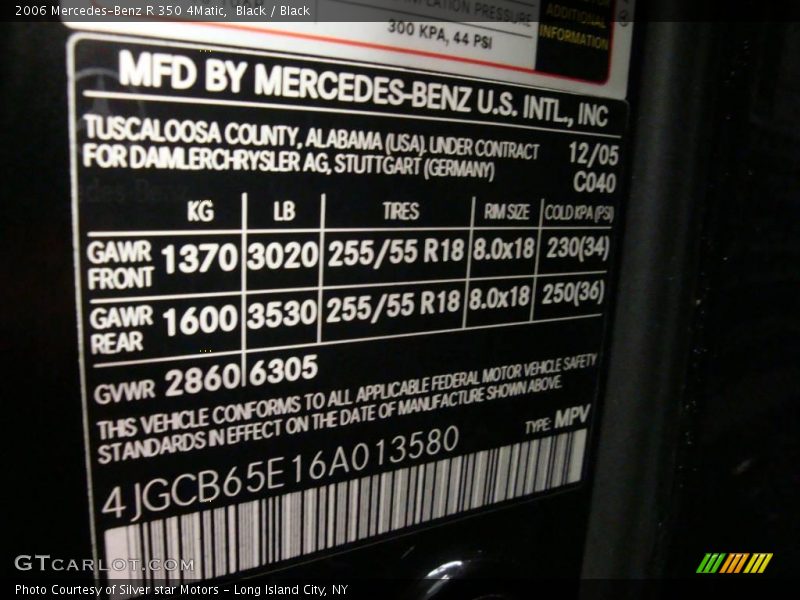 2006 Mercedes-Benz R 350 4Matic, Black / Black
PRESSURE
300 KPA, 44 PSI
ADDITIONAL
INFORMATION
MFD BY MERCEDES-BENZ U.S. INTL., INC
TUSCALOOSA COUNTY, ALABAMA (USA). UNDER CONTRACT
FOR DAIMLERCHRYSLER AG, STUTTGART (GERMANY)
12/05
C040
KG LB TIRES RIM SIZE COLD KPA (PSI)
GAWR FRONT 1370 3020 255/55 R18 8.0x18 230(34)
GAWR REAR 1600 3530 255/55 R18 8.0x18 250(36)
GVWR 2860 6305
THIS VEHICLE CONFORMS TO ALL APPLICABLE FEDERAL MOTOR VEHICLE SAFETY
STANDARDS IN EFFECT ON THE DATE OF MANUFACTURE SHOWN ABOVE.
4JGCB65E16A013580 TYPE: MPV
GTCARLOT.COM
Photo Courtesy of Silver star Motors - Long Island City, NY